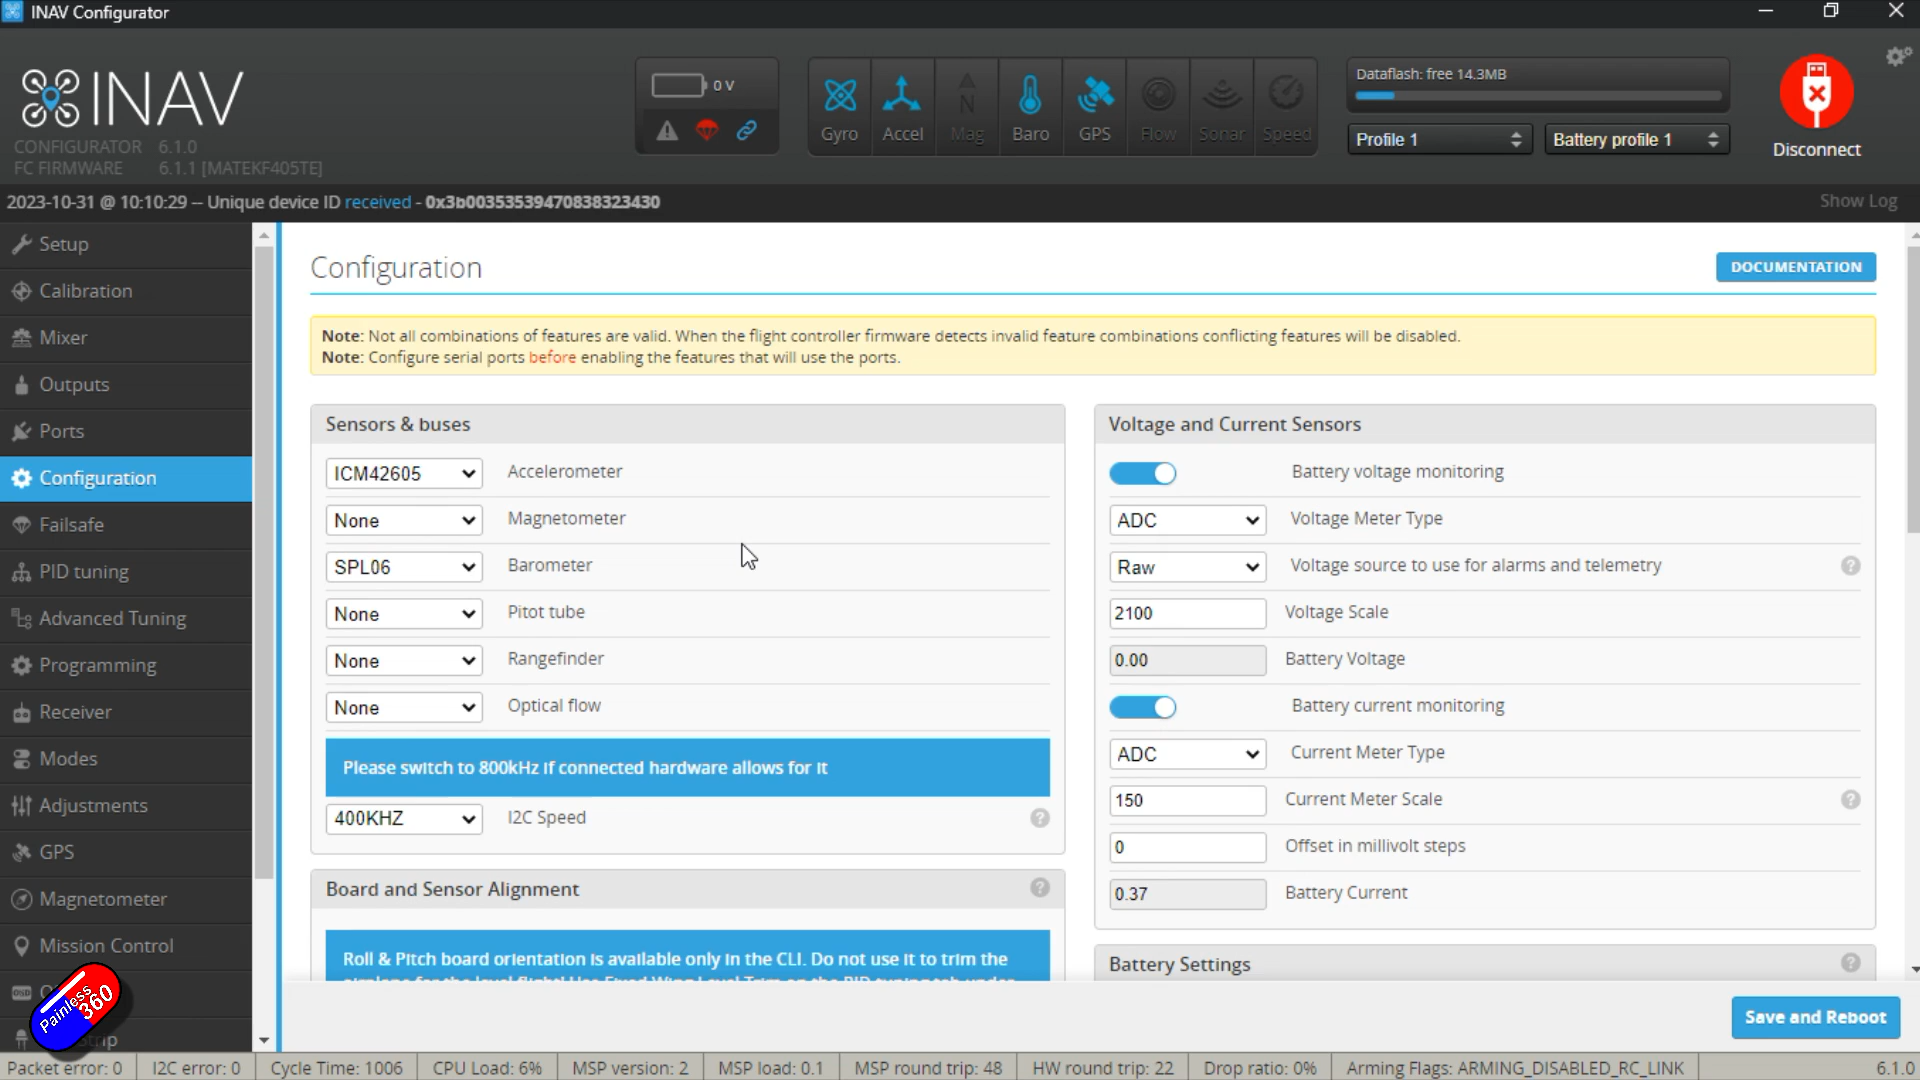 INAV Configurator
INAV
CONFIGURATOR 6.1.0
FC FIRMWARE 6.1.1 [MATEKF405TE]
0 V
Gyro
Accel
Mag
Baro
GPS
Flow
Sonar
Speed
Dataflash: free 14.3MB
Profile 1
Battery profile 1
Disconnect
2023-10-31 @ 10:10:29 -- Unique device ID received - 0x3b00353539470838323430
Show Log
Setup
Calibration
Mixer
Outputs
Ports
Configuration
Failsafe
PID tuning
Advanced Tuning
Programming
Receiver
Modes
Adjustments
GPS
Magnetometer
Mission Control
Painless
360
Configuration
DOCUMENTATION
Note: Not all combinations of features are valid. When the flight controller firmware detects invalid feature combinations conflicting features will be disabled.
Note: Configure serial ports before enabling the features that will use the ports.
Sensors & buses
ICM42605 Accelerometer
None Magnetometer
SPL06 Barometer
None Pitot tube
None Rangefinder
None Optical flow
Please switch to 800kHz if connected hardware allows for it
400KHZ I2C Speed
Board and Sensor Alignment
Roll & Pitch board orientation is available only in the CLI. Do not use it to trim the
Voltage and Current Sensors
Battery voltage monitoring
ADC Voltage Meter Type
Raw Voltage source to use for alarms and telemetry
2100 Voltage Scale
0.00 Battery Voltage
Battery current monitoring
ADC Current Meter Type
150 Current Meter Scale
0 Offset in millivolt steps
0.37 Battery Current
Battery Settings
Save and Reboot
Packet error: 0
I2C error: 0
Cycle Time: 1006
CPU Load: 6%
MSP version: 2
MSP load: 0.1
MSP round trip: 48
HW round trip: 22
Drop ratio: 0%
Arming Flags: ARMING_DISABLED_RC_LINK
6.1.0